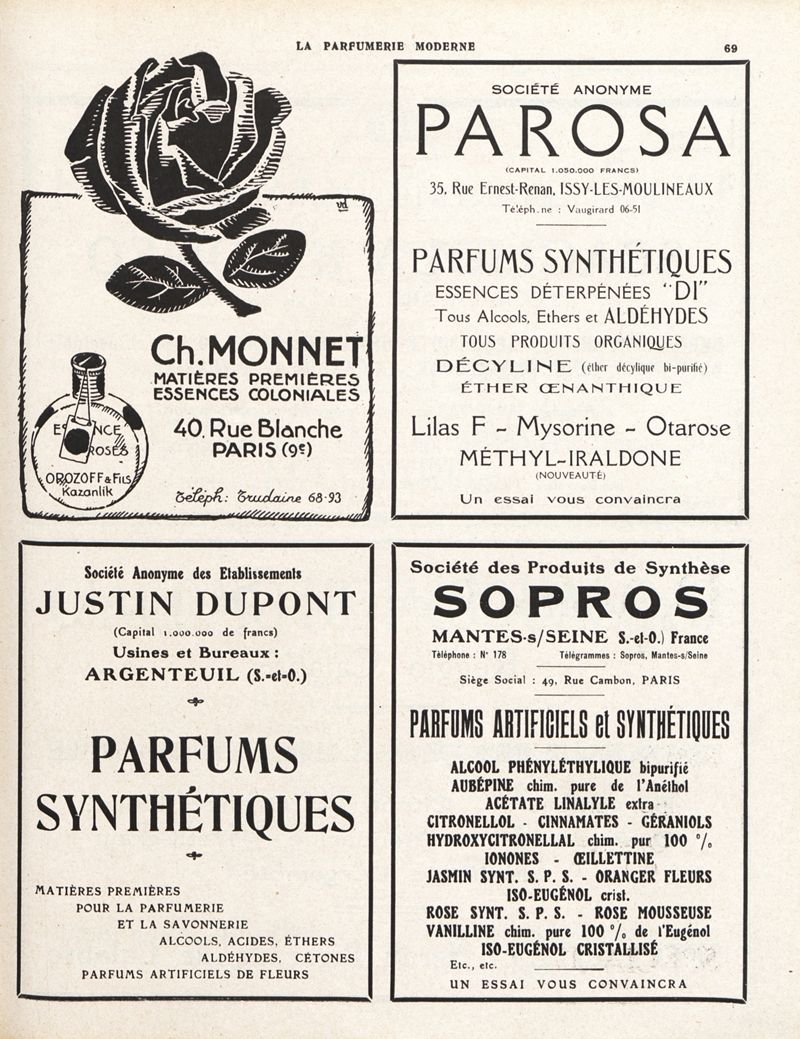 LA PARFUMERIE MODERNE
69
vd
Ch. MONNET
MATIÈRES PREMIÈRES
ESSENCES COLONIALES
40, Rue Blanche
PARIS (9e)
Téléph: Trudaine 68-93
ES NCE
ROSES
OROZOFF & Fils
Kazanlik
SOCIÉTÉ ANONYME
PAROSA
(CAPITAL 1.050.000 FRANCS)
35, Rue Ernest-Renan, ISSY-LES-MOULINEAUX
Té'éph.ne : Vaugirard 06-51
PARFUMS SYNTHÉTIQUES
ESSENCES DÉTERPÉNÉES "DI"
Tous Alcools, Ethers et ALDÉHYDES
TOUS PRODUITS ORGANIQUES
DÉCYLINE (éther décylique bi-purifié)
ÉTHER ŒNANTHIQUE
Lilas F - Mysorine - Otarose
MÉTHYL-IRALDONE
(NOUVEAUTÉ)
Un essai vous convaincra
Société Anonyme des Etablissements
JUSTIN DUPONT
(Capital 1.000.000 de francs)
Usines et Bureaux :
ARGENTEUIL (S.-et-O.)
PARFUMS
SYNTHÉTIQUES
MATIÈRES PREMIÈRES
POUR LA PARFUMERIE
ET LA SAVONNERIE
ALCOOLS, ACIDES, ÉTHERS
ALDÉHYDES, CÉTONES
PARFUMS ARTIFICIELS DE FLEURS
Société des Produits de Synthèse
SOPROS
MANTES-s/SEINE S.-et-O.) France
Téléphone : N° 178 Télégrammes : Sopros, Mantes-s/Seine
Siège Social : 49, Rue Cambon, PARIS
PARFUMS ARTIFICIELS et SYNTHÉTIQUES
ALCOOL PHÉNYLÉTHYLIQUE bipurifié
AUBÉPINE chim. pure de l'Anéthol
ACÉTATE LINALYLE extra
CITRONELLOL - CINNAMATES - GÉRANIOLS
HYDROXYCITRONELLAL chim. pur 100 %
IONONES - ŒILLETTINE
JASMIN SYNT. S. P. S. - ORANGER FLEURS
ISO-EUGÉNOL crist.
ROSE SYNT. S. P. S. - ROSE MOUSSEUSE
VANILLINE chim. pure 100 % de l'Eugénol
ISO-EUGÉNOL CRISTALLISÉ
Etc., etc.
UN ESSAI VOUS CONVAINCRA